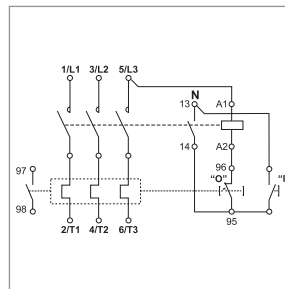 1/L1 3/L2 5/L3
N
13 A1
14 A2
97 96
"O" "I
98
95
2/T1 4/T2 6/T3